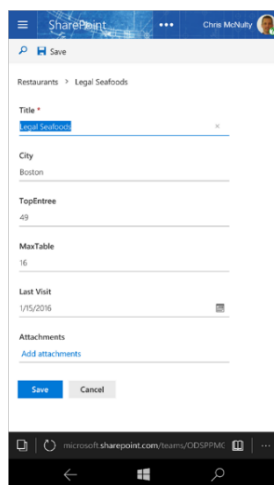 SharePoint ••• Chris McNulty
Save
Restaurants > Legal Seafoods
Title *
Legal Seafoods ×
City
Boston
TopEntree
49
MaxTable
16
Last Visit
1/15/2016
Attachments
Add attachments
Save Cancel
microsoft.sharepoint.com/teams/ODSPPMC ...